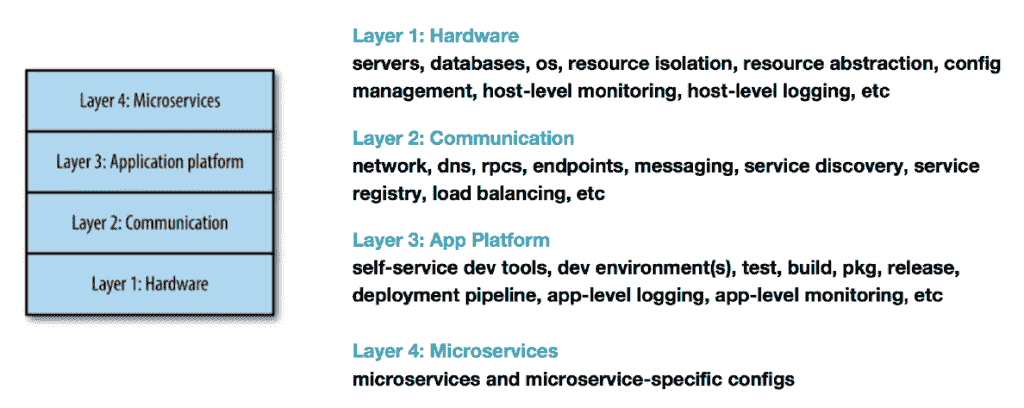 Layer 4: Microservices
Layer 3: Application platform
Layer 2: Communication
Layer 1: Hardware
Layer 1: Hardware
servers, databases, os, resource isolation, resource abstraction, config
management, host-level monitoring, host-level logging, etc
Layer 2: Communication
network, dns, rpcs, endpoints, messaging, service discovery, service
registry, load balancing, etc
Layer 3: App Platform
self-service dev tools, dev environment(s), test, build, pkg, release,
deployment pipeline, app-level logging, app-level monitoring, etc
Layer 4: Microservices
microservices and microservice-specific configs